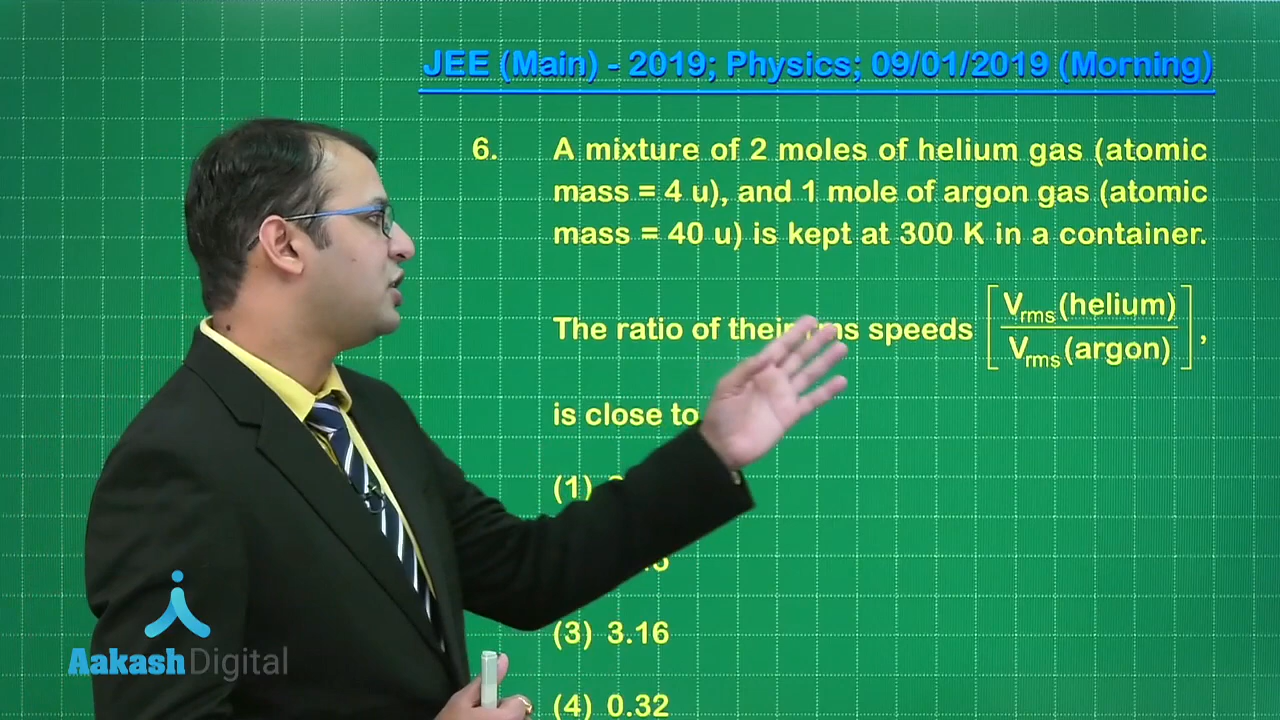 JEE (Main) - 2019; Physics; 09/01/2019 (Morning)
6. A mixture of 2 moles of helium gas (atomic
mass = 4 u), and 1 mole of argon gas (atomic
mass = 40 u) is kept at 300 K in a container.
The ratio of their rms speeds [Vrms (helium) / Vrms (argon)],
is close to
(1)
(3) 3.16
(4) 0.32
Aakash Digital